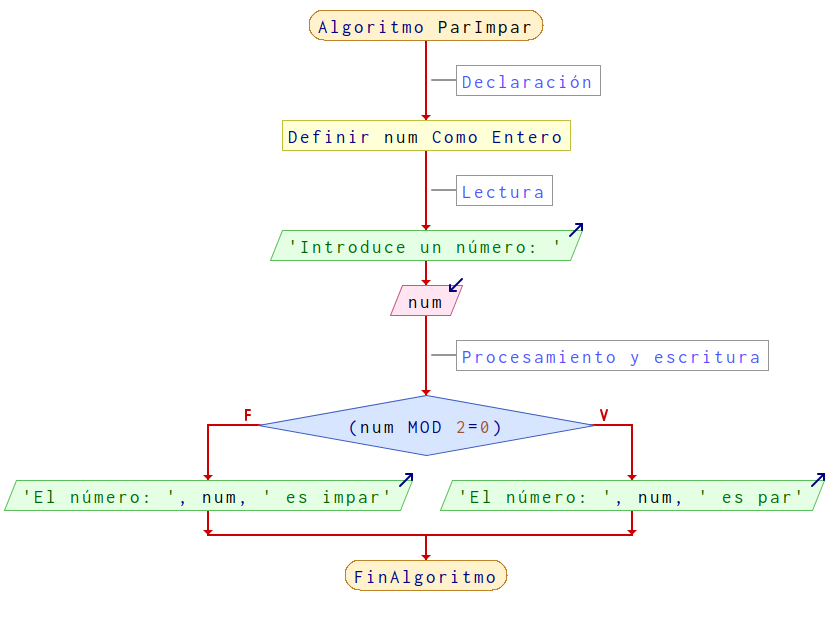 Algoritmo ParImpar
Declaración
Definir num Como Entero
Lectura
'Introduce un número: '
num
Procesamiento y escritura
F
V
(num MOD 2=0)
'El número: ', num, ' es impar'
'El número: ', num, ' es par'
FinAlgoritmo